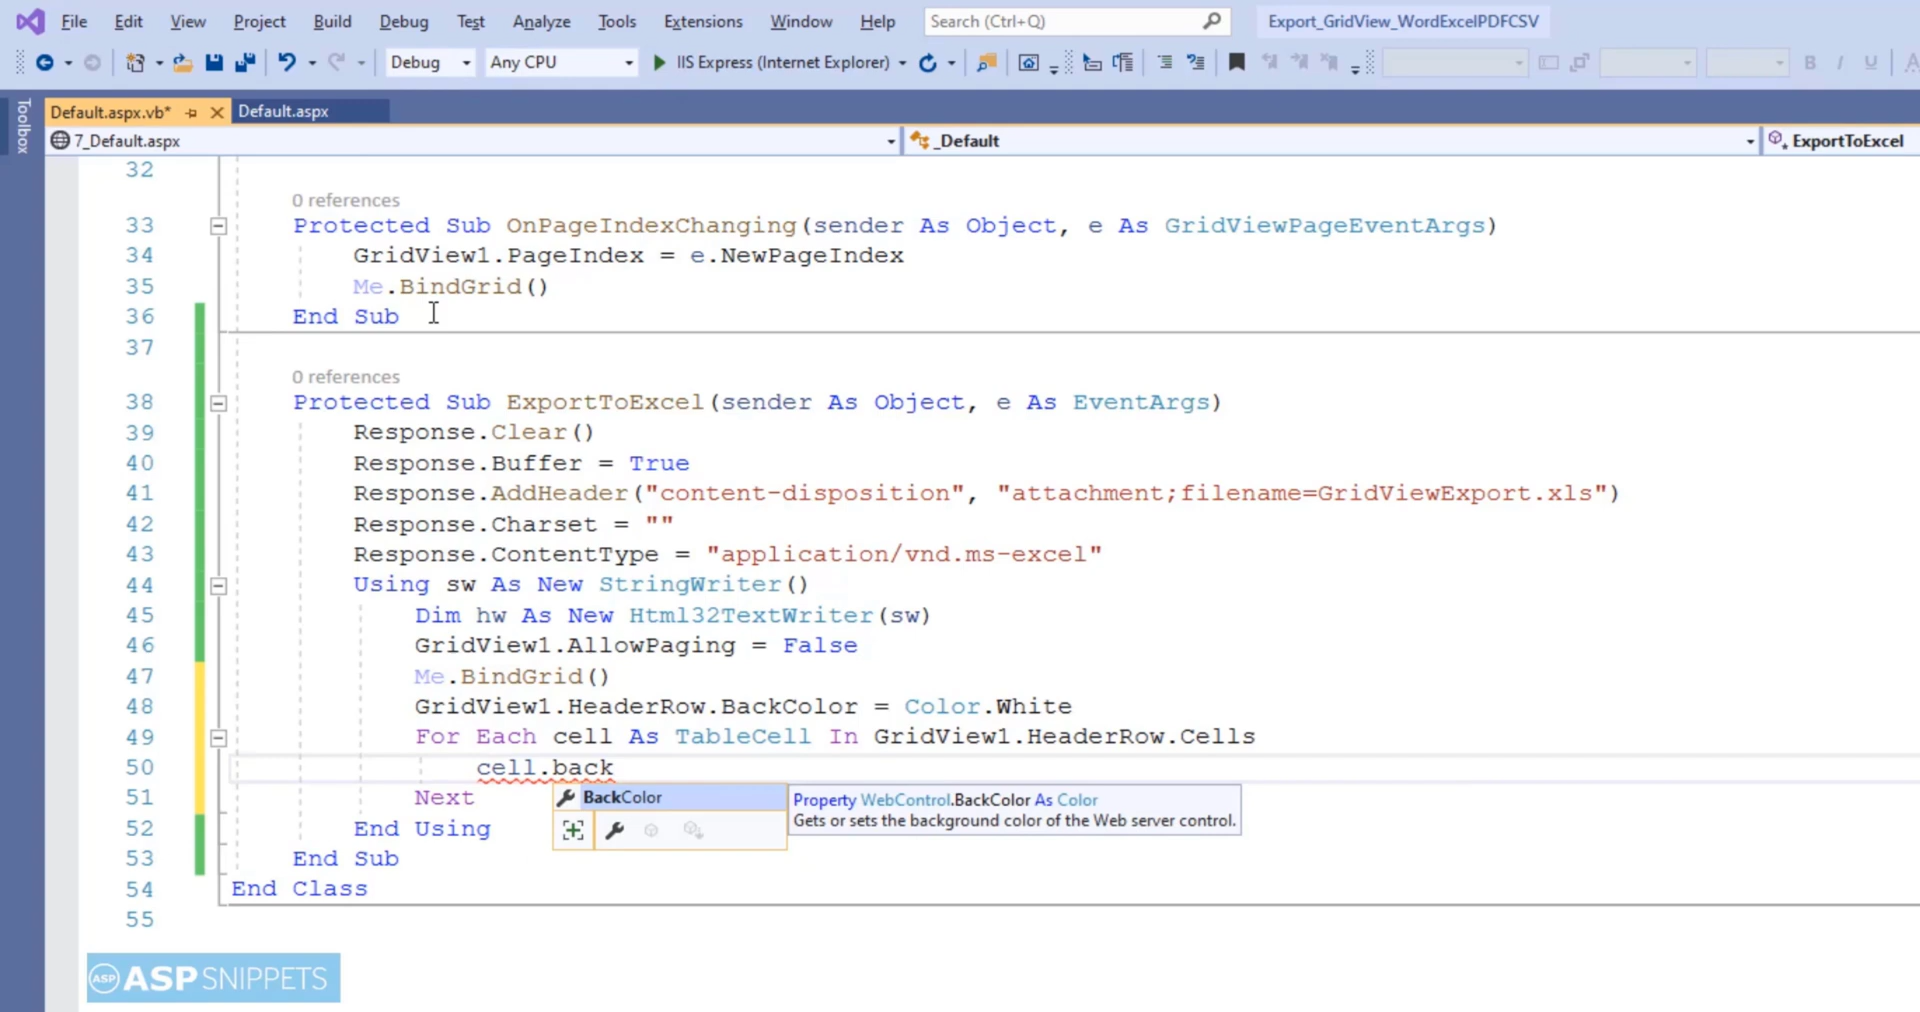 File Edit View Project Build Debug Test Analyze Tools Extensions Window Help Search (Ctrl+Q) Export_GridView_WordExcelPDFCSV
Debug Any CPU IIS Express (Internet Explorer) B I U A
Toolbox
Default.aspx.vb* Default.aspx
7_Default.aspx _Default ExportToExcel
32
0 references
33 Protected Sub OnPageIndexChanging(sender As Object, e As GridViewPageEventArgs)
34 GridView1.PageIndex = e.NewPageIndex
35 Me.BindGrid()
36 End Sub
37
0 references
38 Protected Sub ExportToExcel(sender As Object, e As EventArgs)
39 Response.Clear()
40 Response.Buffer = True
41 Response.AddHeader("content-disposition", "attachment;filename=GridViewExport.xls")
42 Response.Charset = ""
43 Response.ContentType = "application/vnd.ms-excel"
44 Using sw As New StringWriter()
45 Dim hw As New Html32TextWriter(sw)
46 GridView1.AllowPaging = False
47 Me.BindGrid()
48 GridView1.HeaderRow.BackColor = Color.White
49 For Each cell As TableCell In GridView1.HeaderRow.Cells
50 cell.back
51 Next
BackColor
Property WebControl.BackColor As Color
Gets or sets the background color of the Web server control.
52 End Using
53 End Sub
54 End Class
55
ASP ASPSNIPPETS